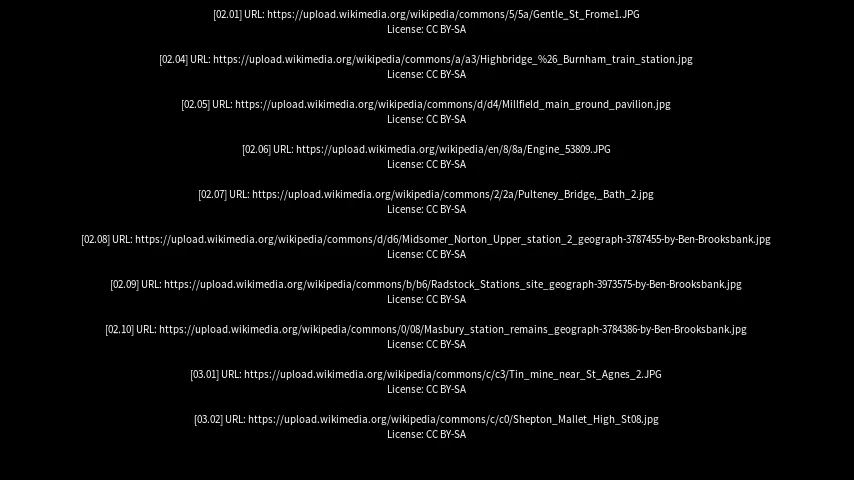 [02.01] URL: https://upload.wikimedia.org/wikipedia/commons/5/5a/Gentle_St_Frome1.JPG
License: CC BY-SA
[02.04] URL: https://upload.wikimedia.org/wikipedia/commons/a/a3/Highbridge_%26_Burnham_train_station.jpg
License: CC BY-SA
[02.05] URL: https://upload.wikimedia.org/wikipedia/commons/d/d4/Millfield_main_ground_pavilion.jpg
License: CC BY-SA
[02.06] URL: https://upload.wikimedia.org/wikipedia/en/8/8a/Engine_53809.JPG
License: CC BY-SA
[02.07] URL: https://upload.wikimedia.org/wikipedia/commons/2/2a/Pulteney_Bridge,_Bath_2.jpg
License: CC BY-SA
[02.08] URL: https://upload.wikimedia.org/wikipedia/commons/d/d6/Midsomer_Norton_Upper_station_2_geograph-3787455-by-Ben-Brooksbank.jpg
License: CC BY-SA
[02.09] URL: https://upload.wikimedia.org/wikipedia/commons/b/b6/Radstock_Stations_site_geograph-3973575-by-Ben-Brooksbank.jpg
License: CC BY-SA
[02.10] URL: https://upload.wikimedia.org/wikipedia/commons/0/08/Masbury_station_remains_geograph-3784386-by-Ben-Brooksbank.jpg
License: CC BY-SA
[03.01] URL: https://upload.wikimedia.org/wikipedia/commons/c/c3/Tin_mine_near_St_Agnes_2.JPG
License: CC BY-SA
[03.02] URL: https://upload.wikimedia.org/wikipedia/commons/c/c0/Shepton_Mallet_High_St08.jpg
License: CC BY-SA